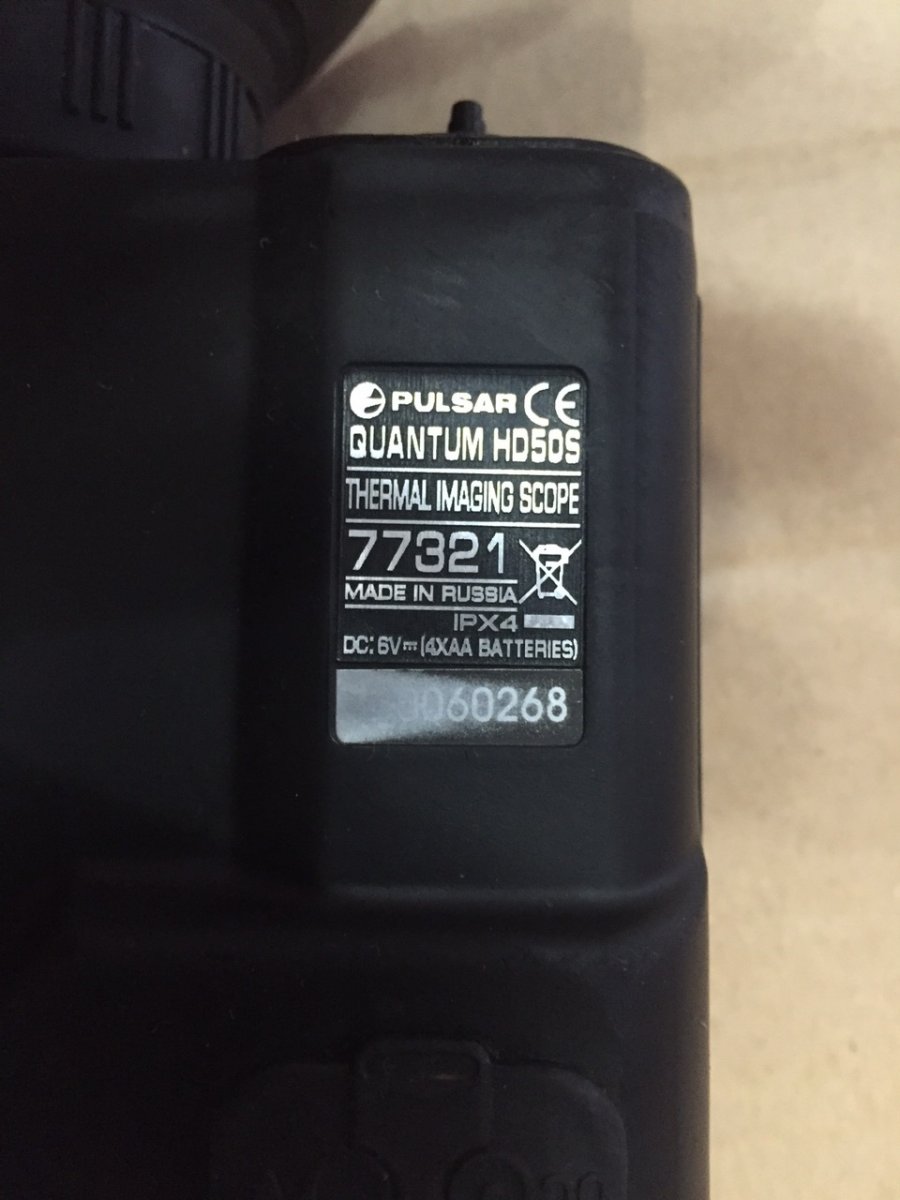 PULSAR CE
QUANTUM HD50S
THERMAL IMAGING SCOPE
77321
MADE IN RUSSIA
IPX4
DC: 6V⎓(4XAA BATTERIES)
060268